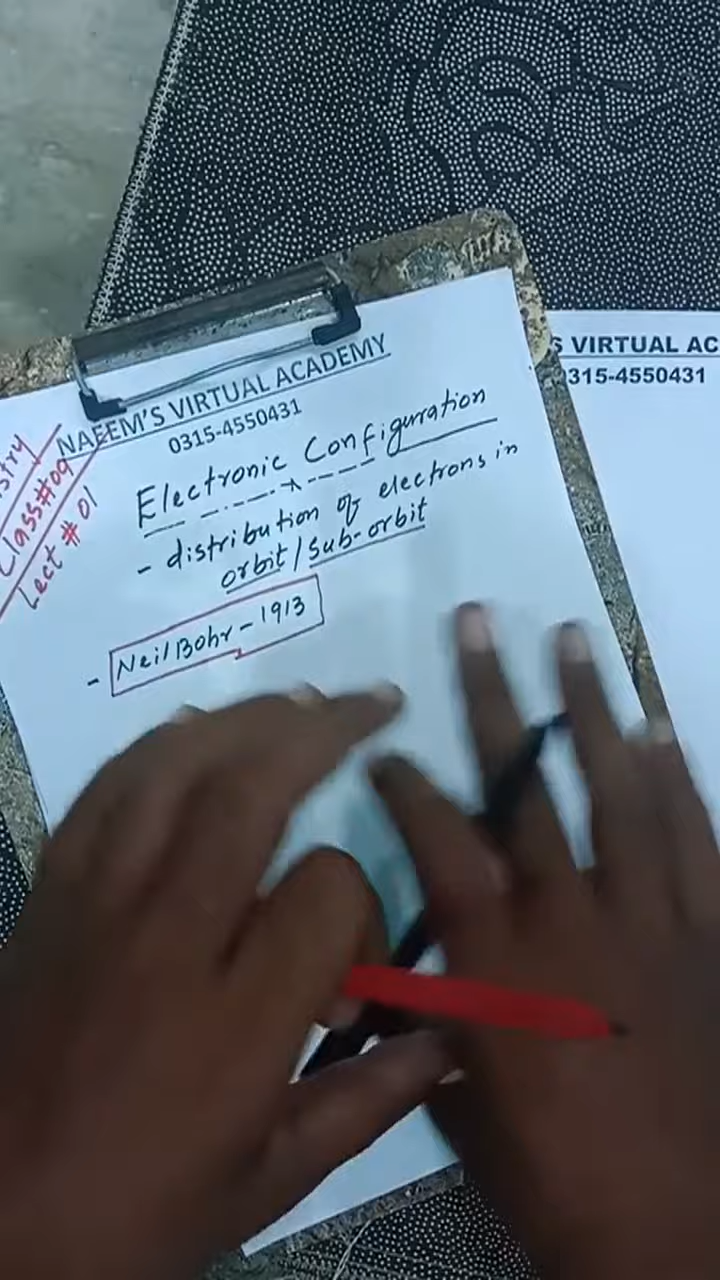 NAEEM'S VIRTUAL ACADEMY
0315-4550431
Class#09
Lect # 01
Electronic Configuration
- distribution of electrons in
orbit / Sub-orbit
- Neil Bohr - 1913
S VIRTUAL AC
315-4550431